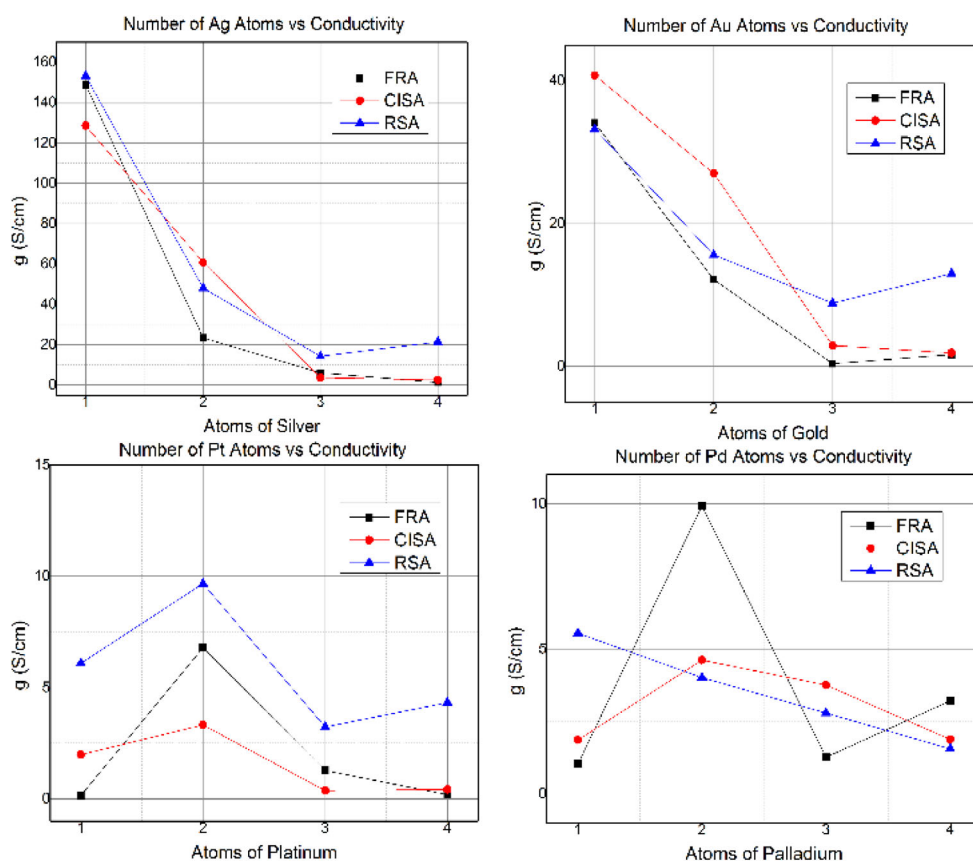 Number of Ag Atoms vs Conductivity
g (S/cm)
160
140
120
100
80
60
40
20
0
FRA
CISA
RSA
1 2 3 4
Atoms of Silver
Number of Au Atoms vs Conductivity
g (S/cm)
40
20
0
FRA
CISA
RSA
1 2 3 4
Atoms of Gold
Number of Pt Atoms vs Conductivity
g (S/cm)
15
10
5
0
FRA
CISA
RSA
1 2 3 4
Atoms of Platinum
Number of Pd Atoms vs Conductivity
g (S/cm)
10
5
0
FRA
CISA
RSA
1 2 3 4
Atoms of Palladium